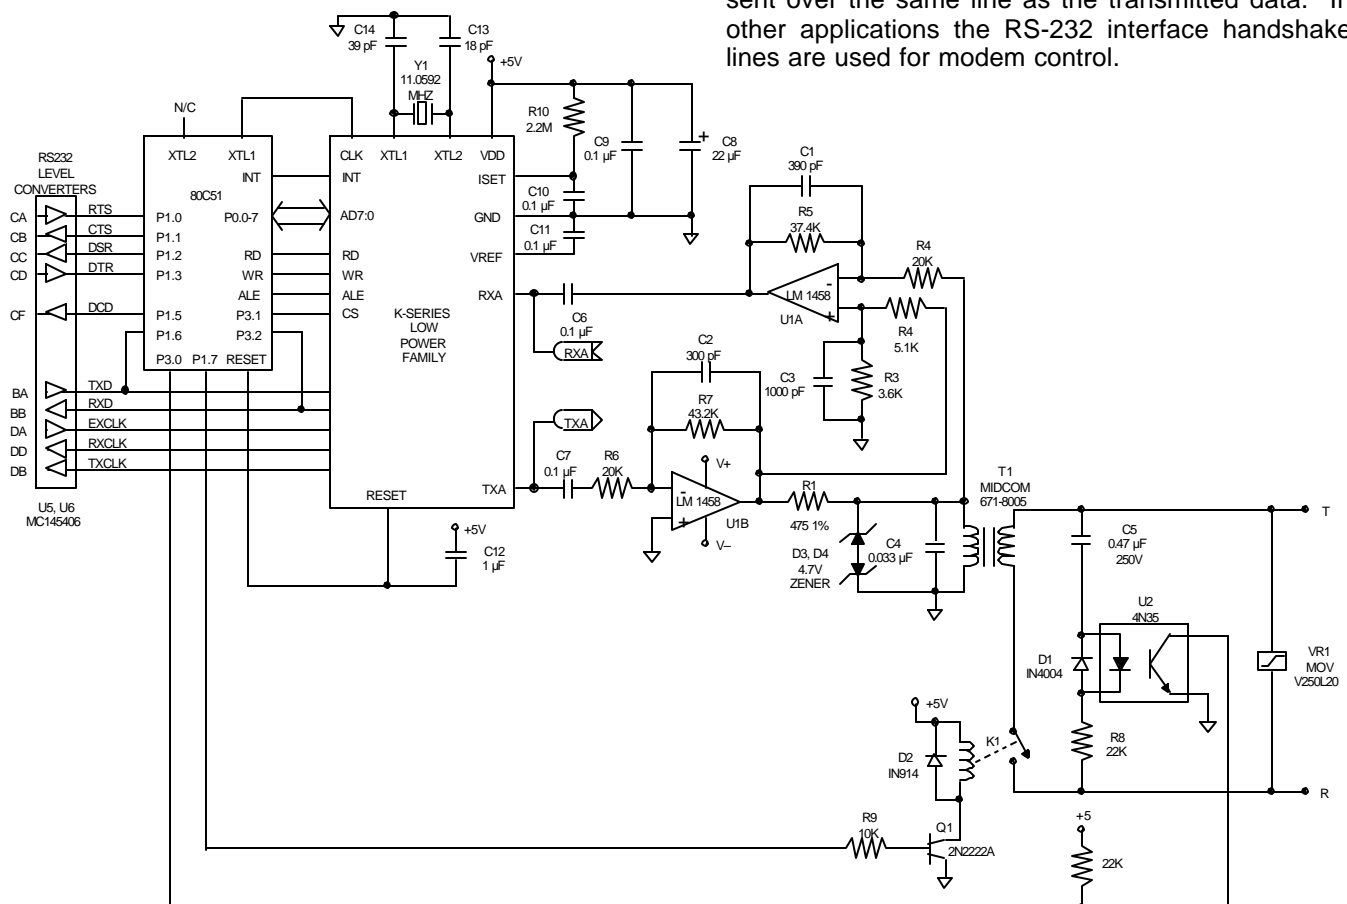 sent over the same line as the transmitted data. In
other applications the RS-232 interface handshake
lines are used for modem control.
C14
39 pF
C13
18 pF
Y1
11.0592
MHZ
+5V
N/C
R10
2.2M
C9
0.1 µF
+
C8
22 µF
C1
390 pF
RS232
LEVEL
CONVERTERS
XTL2
XTL1
CLK
XTL1
XTL2
VDD
INT
INT
ISET
80C51
C10
0.1 µF
CA
RTS
P1.0
P0.0-7
AD7:0
GND
R5
37.4K
CB
CTS
P1.1
C11
0.1 µF
CC
DSR
P1.2
RD
RD
VREF
R4
20K
CD
DTR
P1.3
WR
WR
ALE
ALE
RXA
-
LM 1458
+
U1A
CF
DCD
P1.5
P3.1
CS
K-SERIES
LOW
POWER
FAMILY
C6
0.1 µF
R4
5.1K
P1.6
P3.2
P3.0
P1.7
RESET
RXA
C2
300 pF
C3
1000 pF
R3
3.6K
BA
TXD
BB
RXD
R7
43.2K
DA
EXCLK
TXA
DD
RXCLK
DB
TXCLK
C7
0.1 µF
R6
20K
V+
T1
MIDCOM
671-8005
RESET
TXA
-
LM 1458
+
U1B
R1
475 1%
T
U5, U6
MC145406
V–
+5V
C12
1 µF
D3, D4
4.7V
ZENER
C4
0.033 µF
C5
0.47 µF
250V
U2
4N35
D1
IN4004
VR1
MOV
V250L20
+5V
D2
IN914
K1
R8
22K
R
R9
10K
Q1
2N2222A
+5
22K